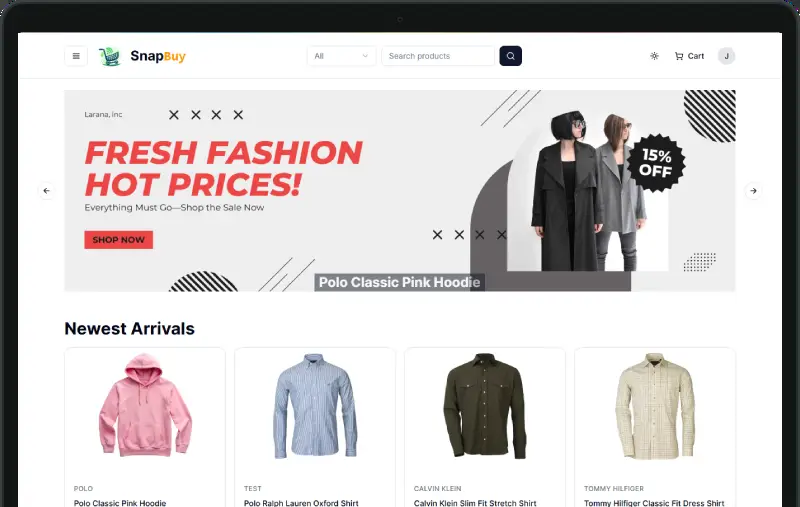 SnapBuy
All
Search products
Cart
J
Larana, inc
FRESH FASHION
HOT PRICES!
Everything Must Go—Shop the Sale Now
SHOP NOW
15%
OFF
Polo Classic Pink Hoodie
Newest Arrivals
POLO
TEST
CALVIN KLEIN
TOMMY HILFIGER
Polo Classic Pink Hoodie
Polo Ralph Lauren Oxford Shirt
Calvin Klein Slim Fit Stretch Shirt
Tommy Hilfiger Classic Fit Dress Shirt